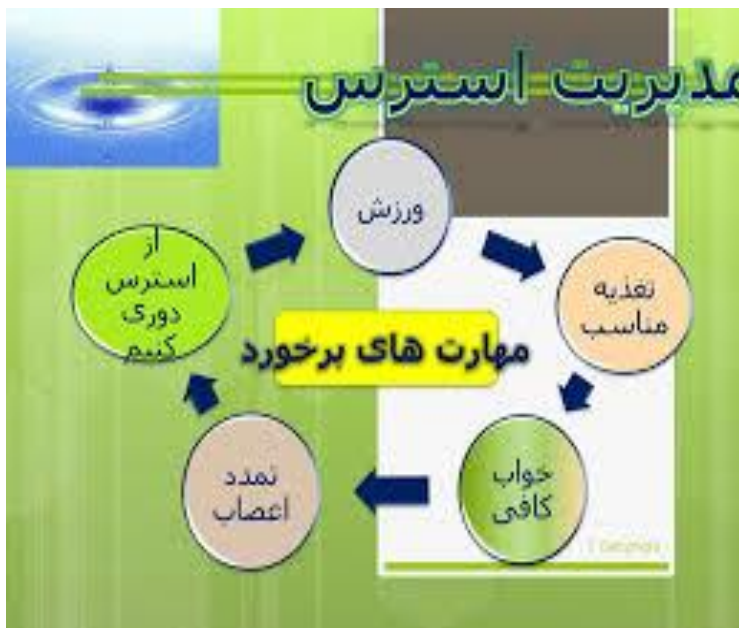 مدیریت استرس
ورزش
تغذیه
مناسب
خواب
کافی
تمدد
اعصاب
از
استرس
دوری
کنیم
مهارت های برخورد